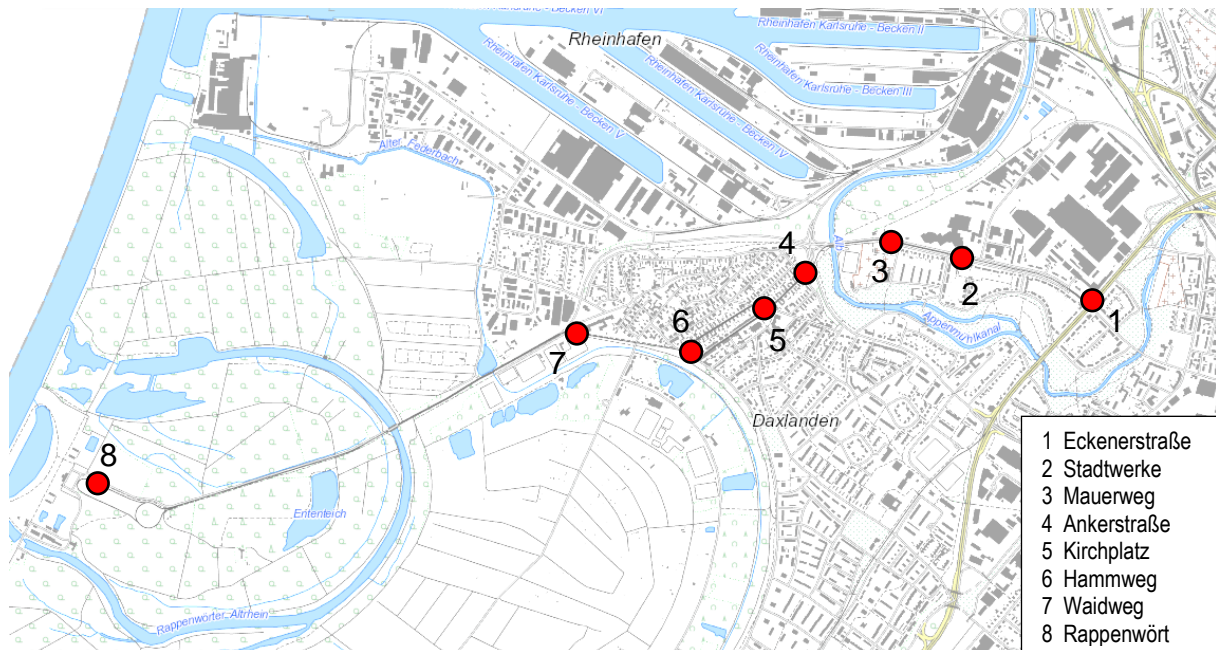 Rheinhafen Karlsruhe - Becken VI
Rheinhafen
Rheinhafen Karlsruhe - Becken II
Rheinhafen Karlsruhe - Becken III
Rheinhafen Karlsruhe - Becken V
Rheinhafen Karlsruhe - Becken IV
Alter Federbach
Alb
4
3
2
1
Appenmühlkanal
5
6
7
Daxlanden
8
Ententeich
Rappenwörter Altrhein
1 Eckenerstraße
2 Stadtwerke
3 Mauerweg
4 Ankerstraße
5 Kirchplatz
6 Hammweg
7 Waidweg
8 Rappenwört